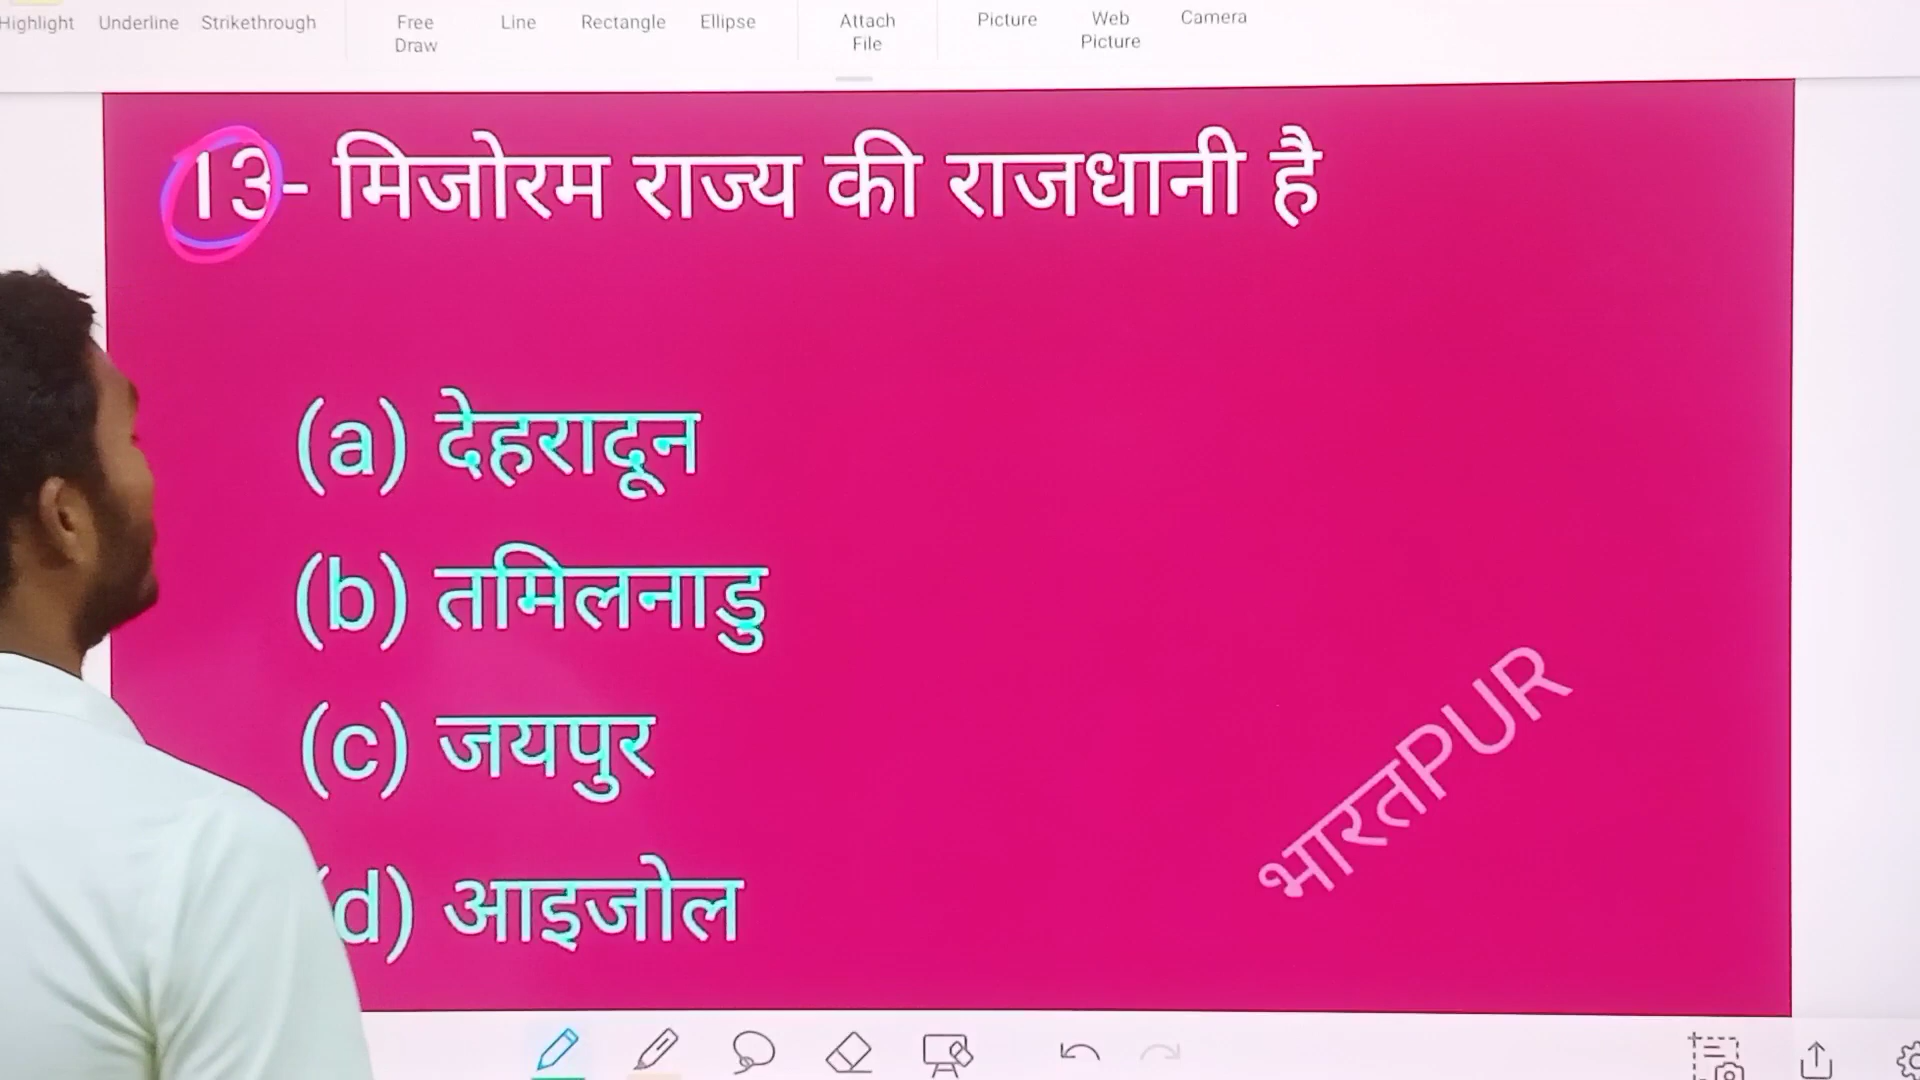 Highlight Underline Strikethrough Free Draw Line Rectangle Ellipse Attach File Picture Web Picture Camera
13- मिजोरम राज्य की राजधानी है
(a) देहरादून
(b) तमिलनाडु
(c) जयपुर
(d) आइजोल
भारतPUR